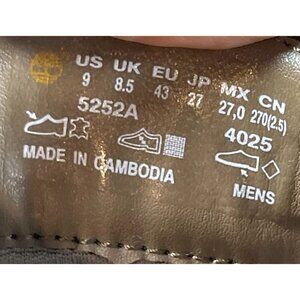 US UK EU JP MX CN
9 8.5 43 27 27,0 270(2.5)
5252A 4025
MADE IN CAMBODIA MENS